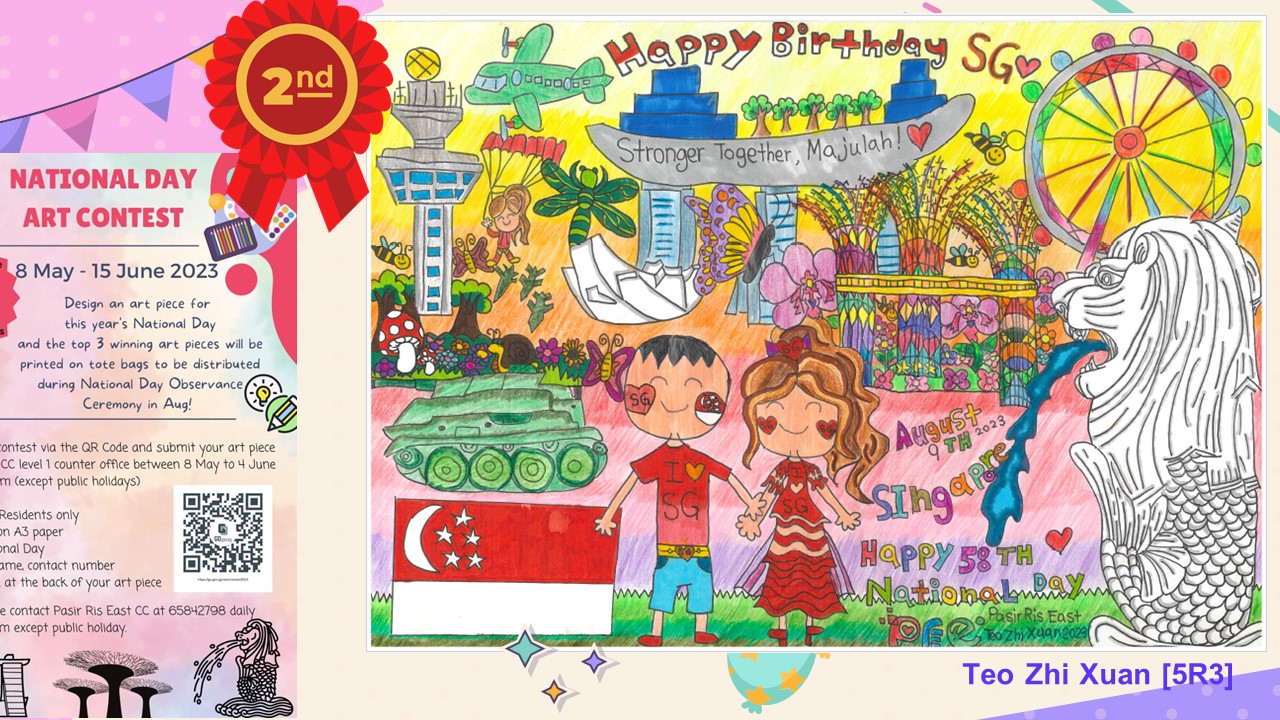 2nd
NATIONAL DAY
ART CONTEST
8 May - 15 June 2023
Design an art piece for
this year's National Day
and the top 3 winning art pieces will be
printed on tote bags to be distributed
during National Day Observance
Ceremony in Aug!
contest via the QR Code and submit your art piece
CC level 1 counter office between 8 May to 4 June
(except public holidays)
Residents only
on A3 paper
Day
contact number
at the back of your art piece
contact Pasir Ris East CC at 65842798 daily
except public holiday.
Happy Birthday SG
Stronger Together, Majulah!
SG
I
SG
I
SG
August
9TH 2023
Singapore
Happy 58TH
National Day
PRE
Pasir Ris East
Teo Zhi Xuan 2023
Teo Zhi Xuan [5R3]